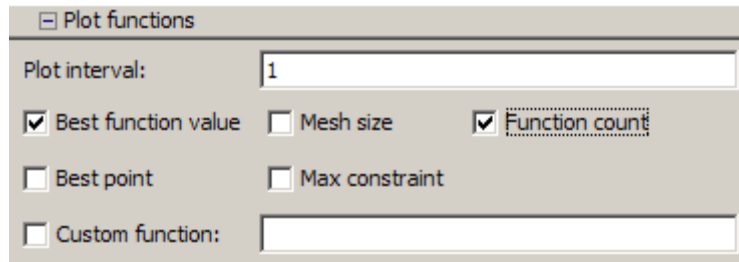 Plot functions
Plot interval: 1
Best function value Mesh size Function count
Best point Max constraint
Custom function: